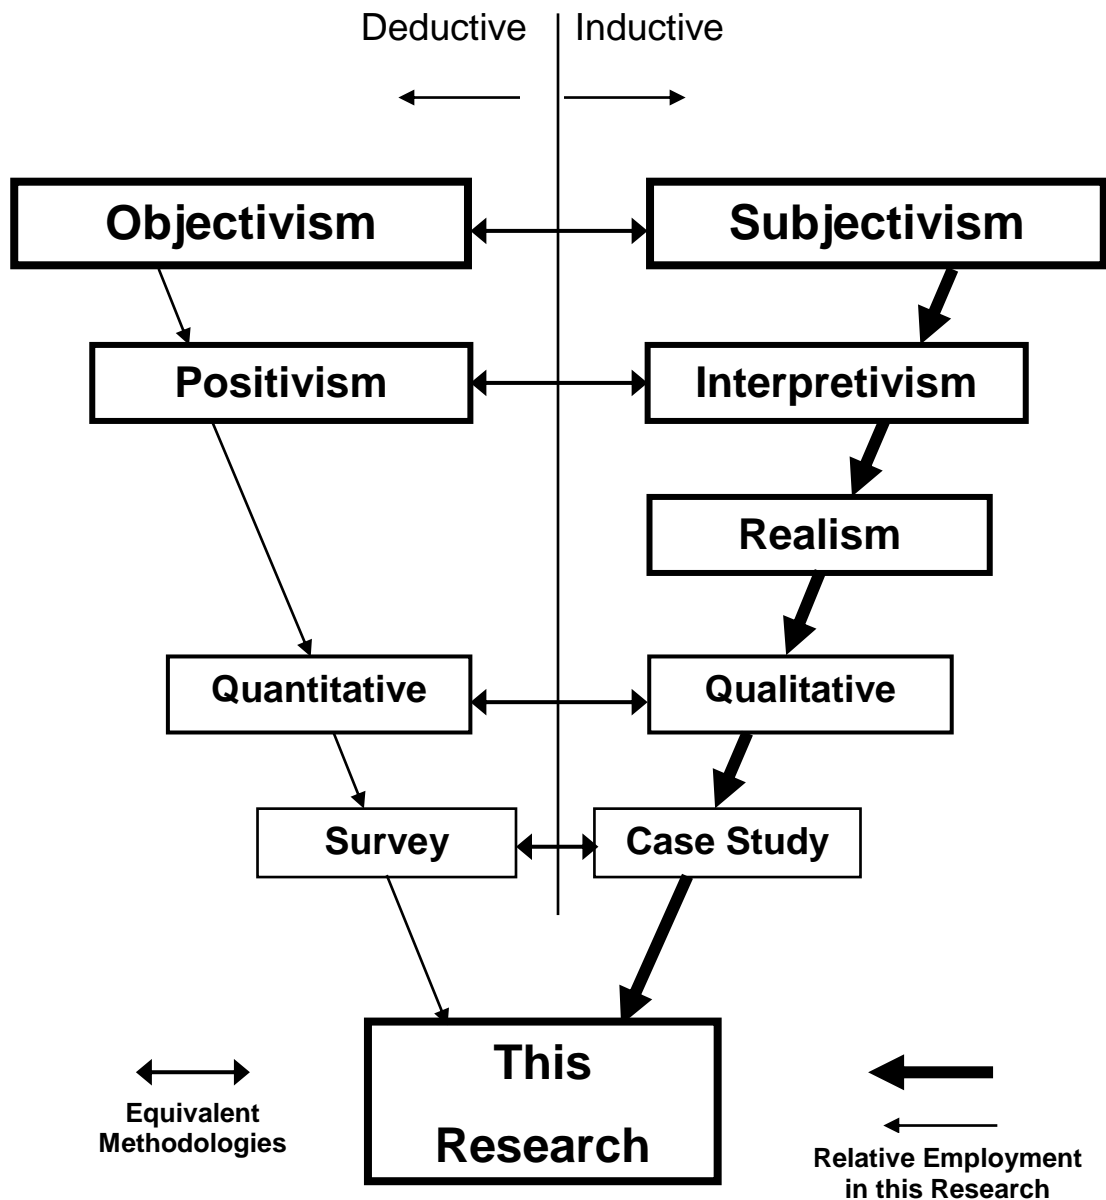 Deductive
Inductive
Objectivism
Subjectivism
Positivism
Interpretivism
Realism
Quantitative
Qualitative
Survey
Case Study
This
Research
Equivalent
Methodologies
Relative Employment
in this Research